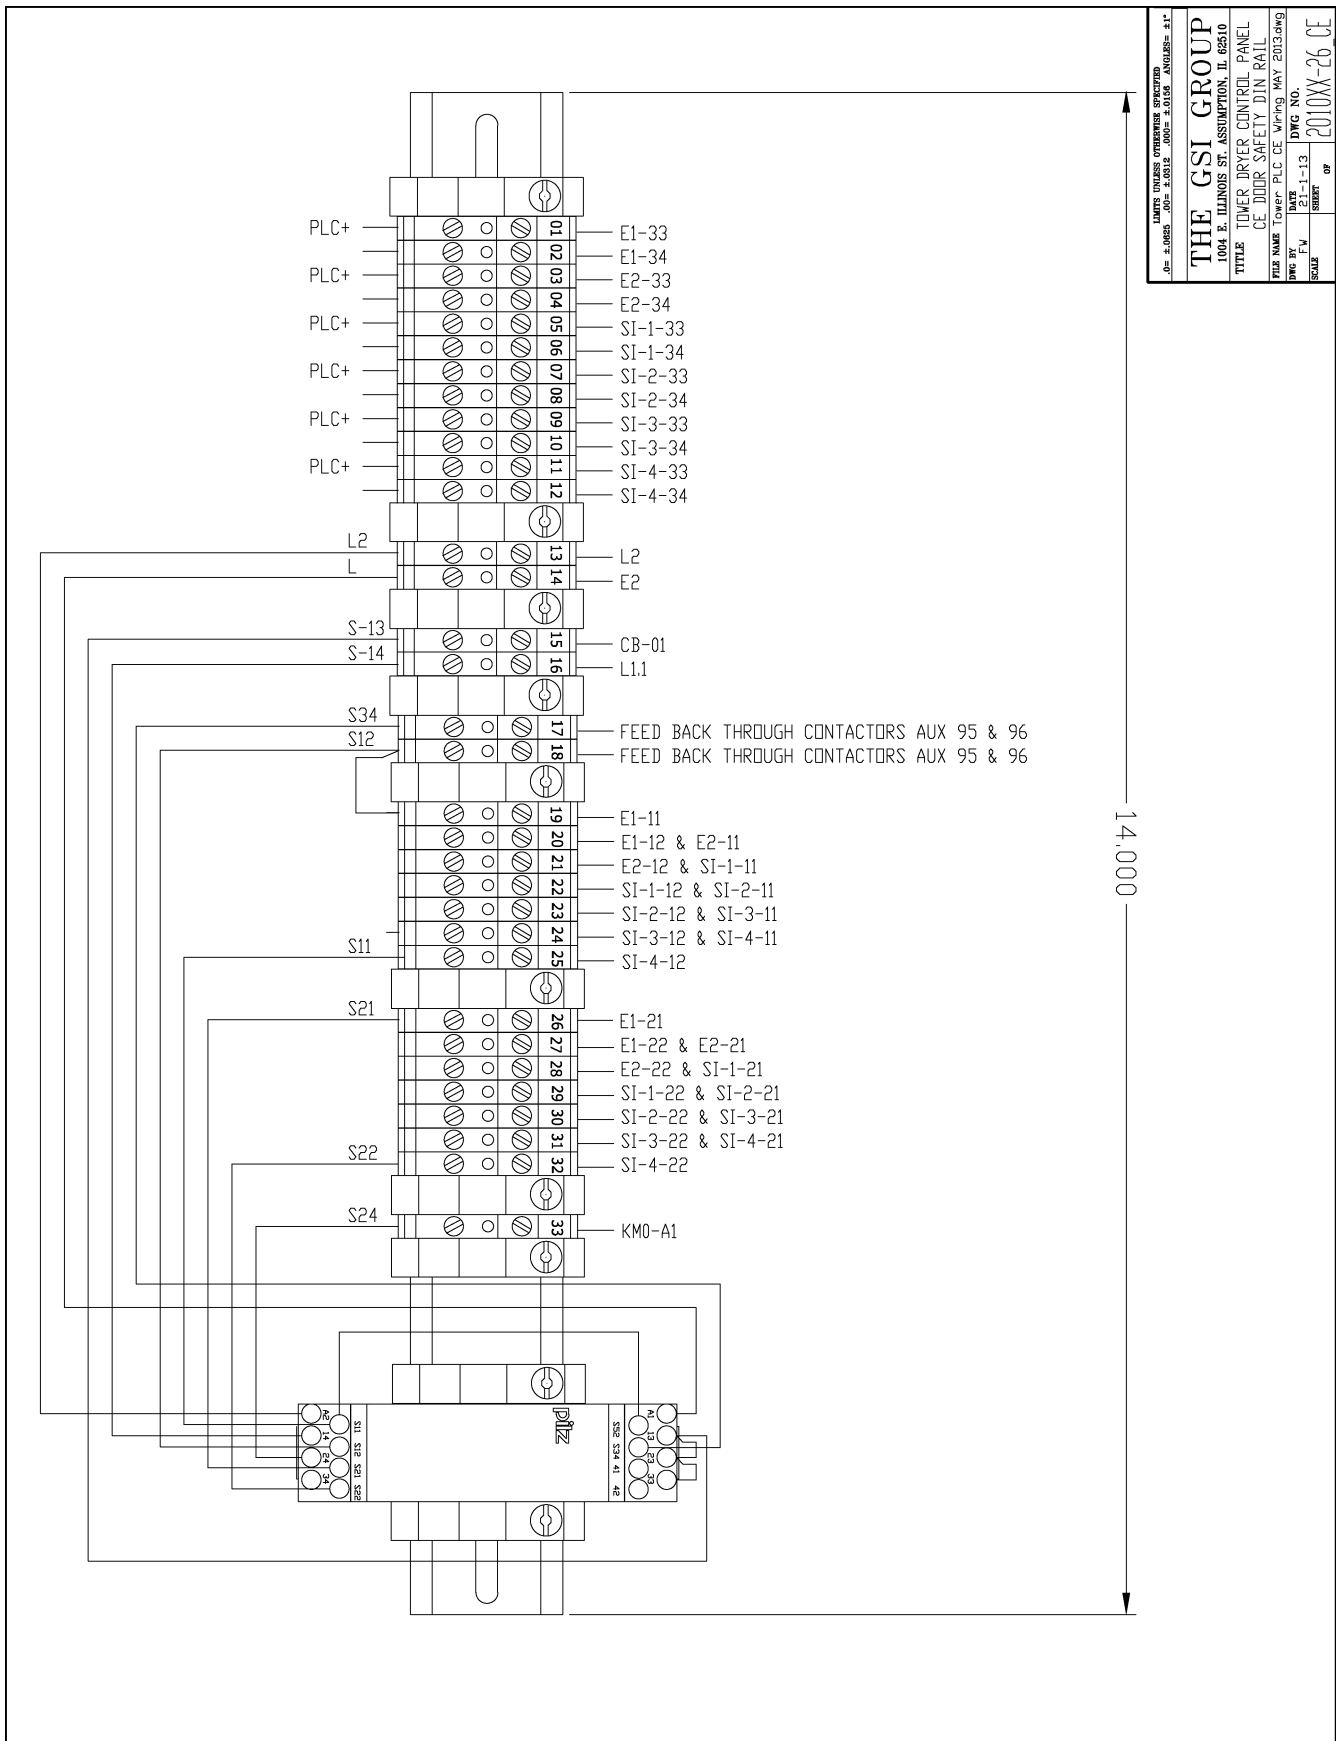 LIMITS UNLESS OTHERWISE SPECIFIED
.0= ±.0625 .00= ±.0312 .000= ±.0156 ANGLES= ±1°
THE GSI GROUP
1004 E. ILLINOIS ST. ASSUMPTION, IL 62510
TITLE TOWER DRYER CONTROL PANEL
CE DOOR SAFETY DIN RAIL
FILE NAME Tower PLC CE Wiring MAY 2013.dwg
DWG BY FW
DATE 21-1-13
DWG NO. 2010XX-26_CE
SCALE
SHEET OF
PLC+ 01 E1-33
02 E1-34
PLC+ 03 E2-33
04 E2-34
PLC+ 05 SI-1-33
06 SI-1-34
PLC+ 07 SI-2-33
08 SI-2-34
PLC+ 09 SI-3-33
10 SI-3-34
PLC+ 11 SI-4-33
12 SI-4-34
L2 13 L2
L 14 E2
S-13 15 CB-01
S-14 16 L1.1
S34 17 FEED BACK THROUGH CONTACTORS AUX 95 & 96
S12 18 FEED BACK THROUGH CONTACTORS AUX 95 & 96
19 E1-11
20 E1-12 & E2-11
21 E2-12 & SI-1-11
22 SI-1-12 & SI-2-11
23 SI-2-12 & SI-3-11
24 SI-3-12 & SI-4-11
S11 25 SI-4-12
S21 26 E1-21
27 E1-22 & E2-21
28 E2-22 & SI-1-21
29 SI-1-22 & SI-2-21
30 SI-2-22 & SI-3-21
31 SI-3-22 & SI-4-21
S22 32 SI-4-22
S24 33 KM0-A1
14.000
A2 14 24 34
S11 S12 S21 S22
pilz
S52 S34 41 42
A1 13 23 33